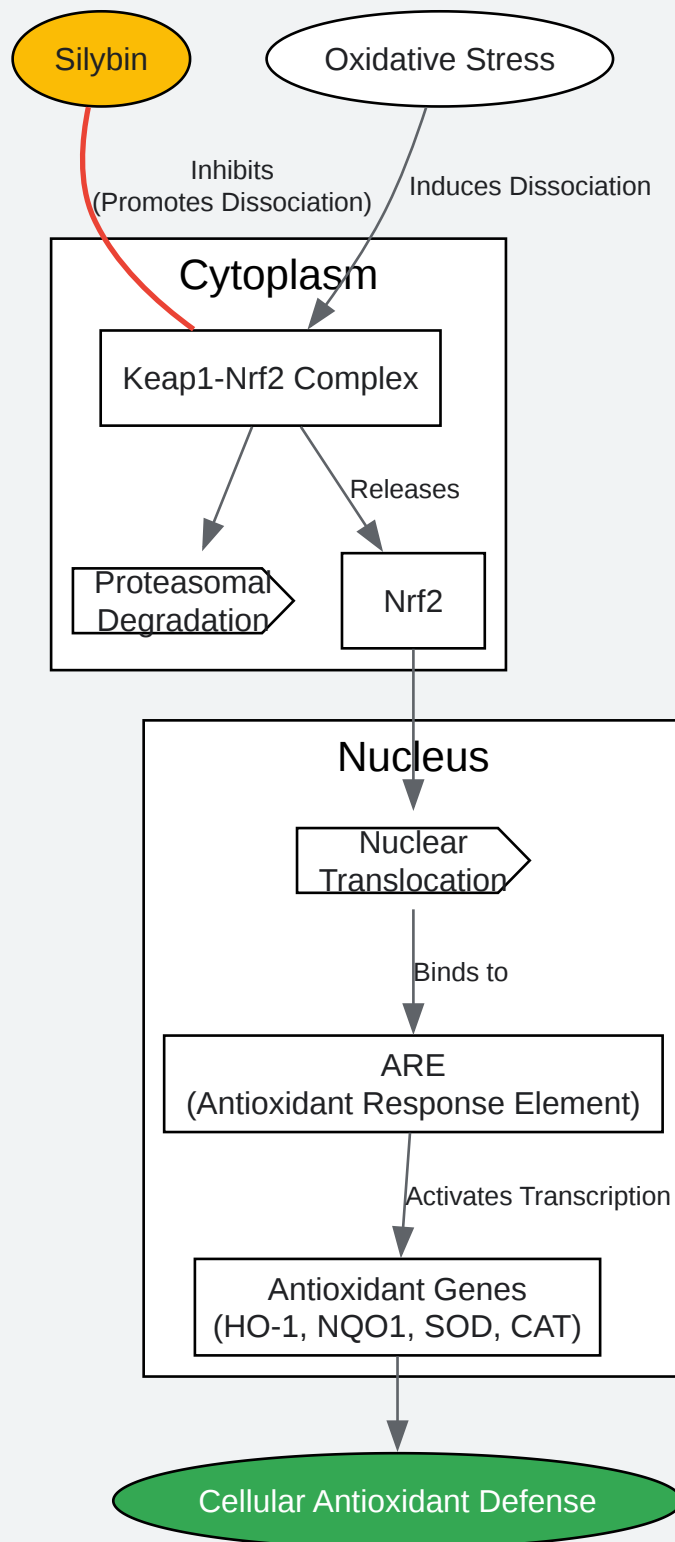 Silybin
Oxidative Stress
Inhibits
(Promotes Dissociation)
Induces Dissociation
Cytoplasm
Keap1-Nrf2 Complex
Releases
Proteasomal
Degradation
Nrf2
Nucleus
Nuclear
Translocation
Binds to
ARE
(Antioxidant Response Element)
Activates Transcription
Antioxidant Genes
(HO-1, NQO1, SOD, CAT)
Cellular Antioxidant Defense